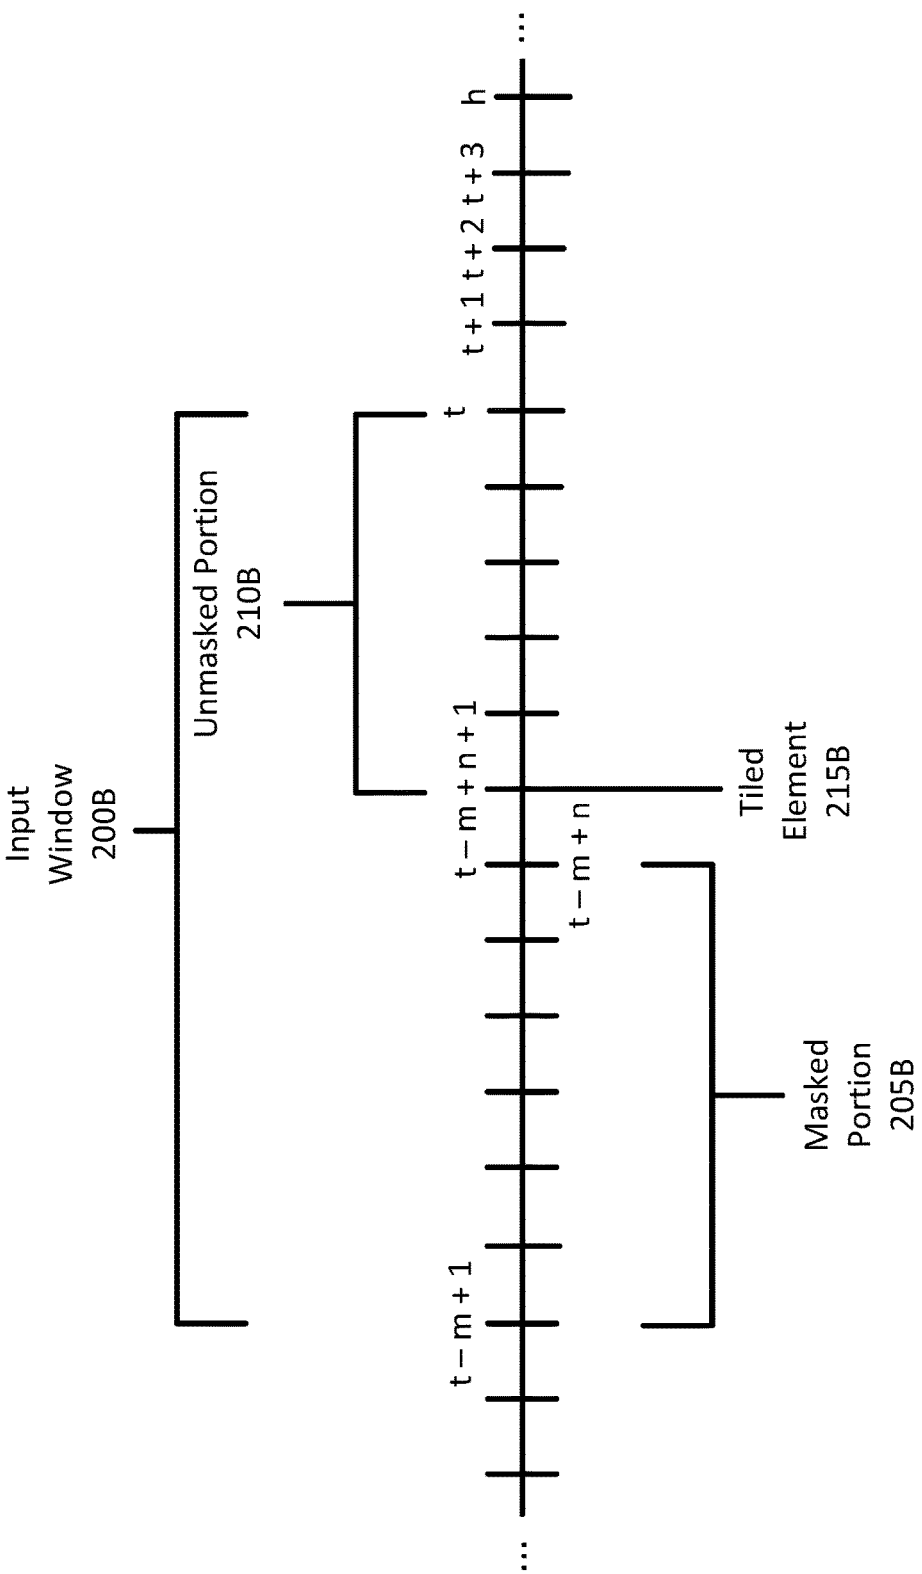 Input
Window
200B
Unmasked Portion
210B
... t − m + 1 t − m + n + 1 t t + 1 t + 2 t + 3 h ...
t − m + n
Tiled
Element
215B
Masked
Portion
205B